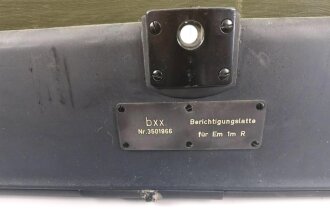 bxx
Nr.3501966
Berichtigungslatte
für Em 1m R